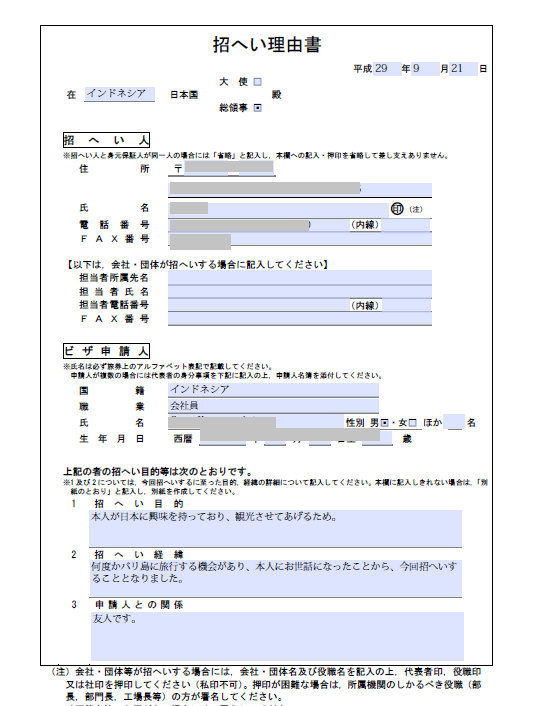 招へい理由書
平成 29 年 9 月 21 日
大 使 □
在 インドネシア 日本国 殿
総領事 ▣
招 へ い 人
※招へい人と身元保証人が同一人の場合には「省略」と記入し，本欄への記入・押印を省略して差し支えありません。
住 所 〒
氏 名 印 (注)
電 話 番 号 (内線)
F A X 番 号
【以下は，会社・団体が招へいする場合に記入してください】
担当者所属先名
担 当 者 氏 名
担当者電話番号 (内線)
F A X 番 号
ビ ザ 申 請 人
※氏名は必ず旅券上のアルファベット表記で記載してください。
申請人が複数の場合には代表者の身分事項を下記に記入の上，申請人名簿を添付してください。
国 籍 インドネシア
職 業 会社員
氏 名 性別 男▣・女□ ほか 名
生 年 月 日 西暦 歳
上記の者の招へい目的等は次のとおりです。
※1及び2については，今回招へいするに至った目的，経緯の詳細について記入してください。本欄に記入しきれない場合は，「別
紙のとおり」と記入し，別紙を作成してください。
1 招 へ い 目 的
本人が日本に興味を持っており、観光させてあげるため。
2 招 へ い 経 緯
何度かバリ島に旅行する機会があり、本人にお世話になったことから、今回招へいす
ることとなりました。
3 申請人との関係
友人です。
(注) 会社・団体等が招へいする場合には，会社・団体名及び役職名を記入の上，代表者印，役職印
又は社印を押印してください（私印不可）。押印が困難な場合は，所属機関のしかるべき役職（部
長，部門長，工場長等）の方が署名してください。